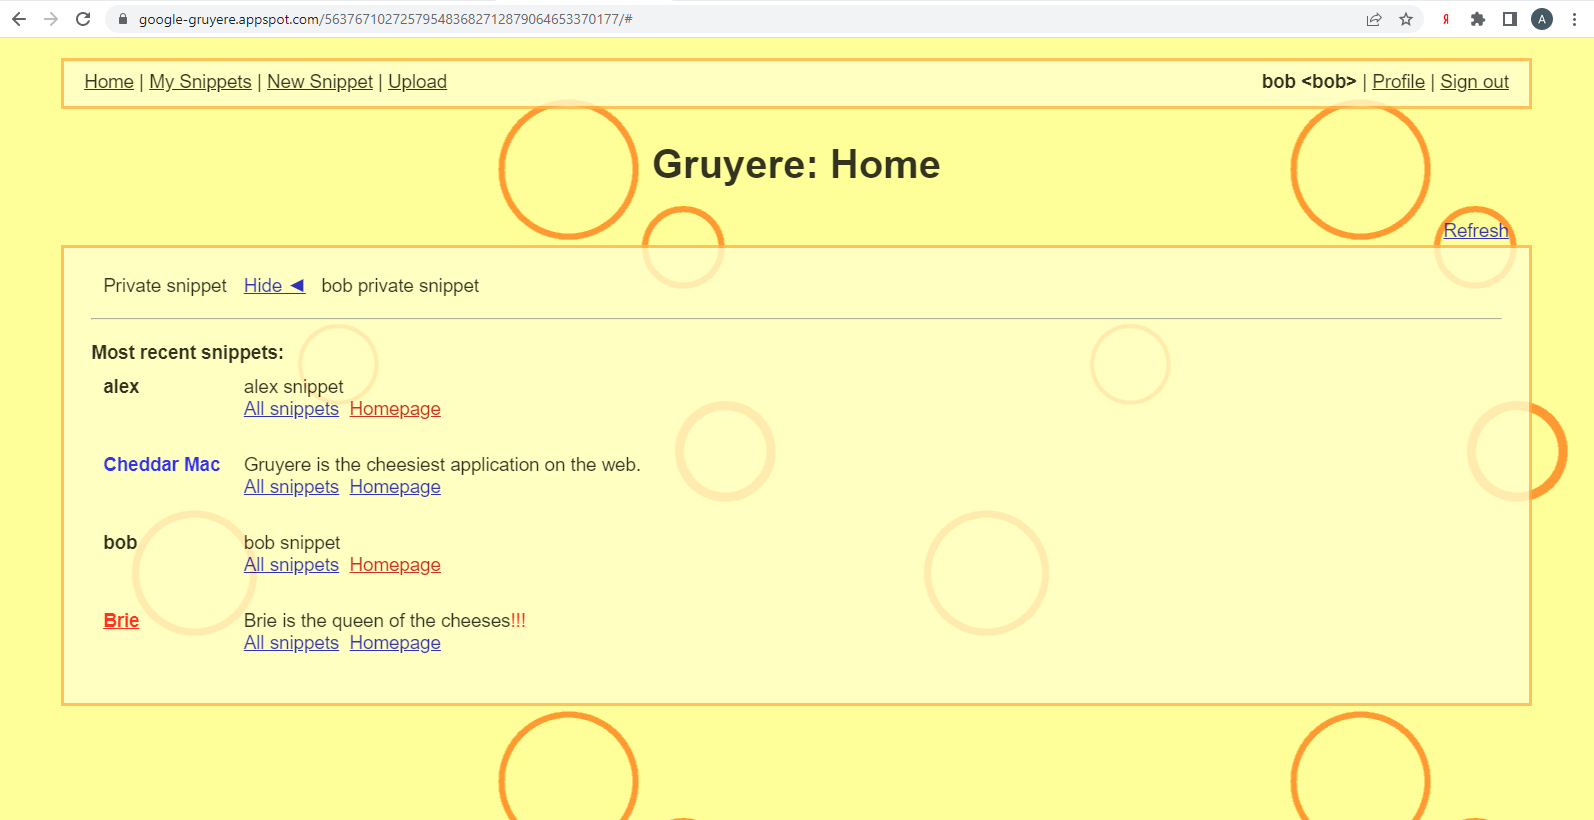 google-gruyere.appspot.com/563767102725795483682712879064653370177/#
Я
A
Home | My Snippets | New Snippet | Upload
bob <bob> | Profile | Sign out
Gruyere: Home
Refresh
Private snippet Hide ◄ bob private snippet
Most recent snippets:
alex alex snippet
All snippets Homepage
Cheddar Mac Gruyere is the cheesiest application on the web.
All snippets Homepage
bob bob snippet
All snippets Homepage
Brie Brie is the queen of the cheeses!!!
All snippets Homepage